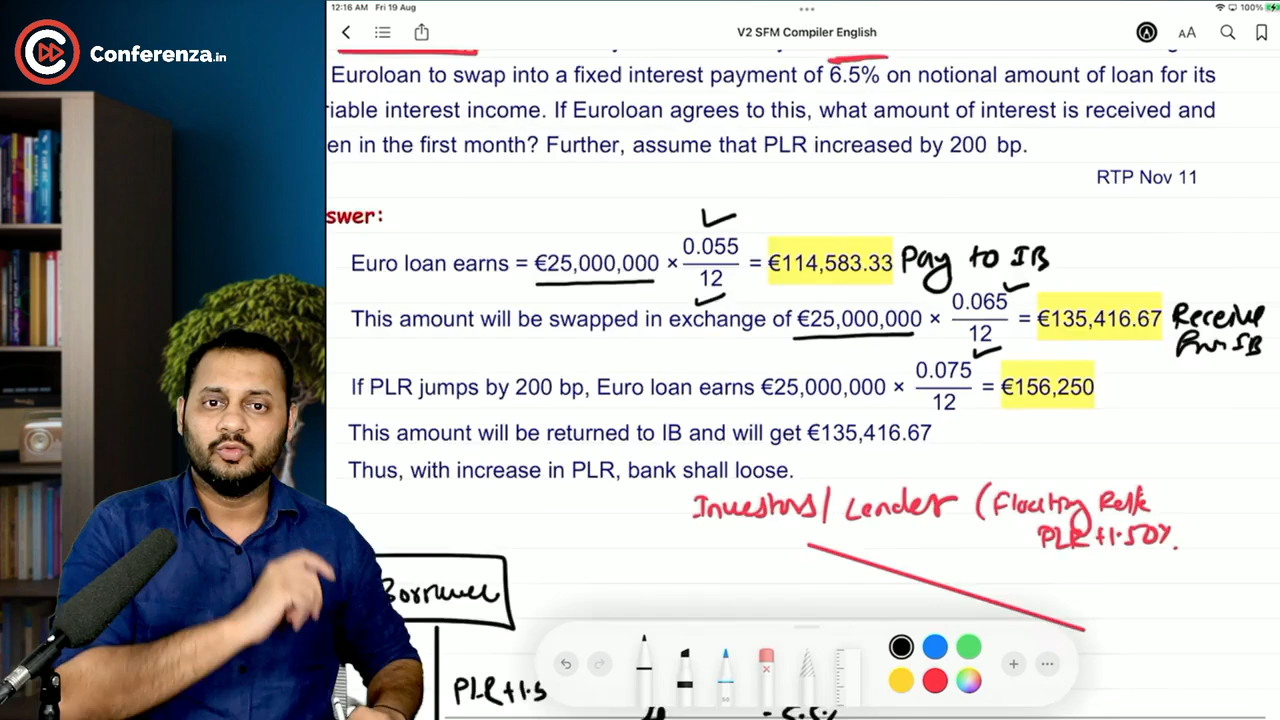 Conferenza.in
12:16 AM Fri 19 Aug
100%
V2 SFM Compiler English
AA
Euroloan to swap into a fixed interest payment of 6.5% on notional amount of loan for its
riable interest income. If Euroloan agrees to this, what amount of interest is received and
en in the first month? Further, assume that PLR increased by 200 bp.
RTP Nov 11
swer:
Euro loan earns = €25,000,000 × 0.055/12 = €114,583.33 Pay to IB
This amount will be swapped in exchange of €25,000,000 × 0.065/12 = €135,416.67 Receive from IB
If PLR jumps by 200 bp, Euro loan earns €25,000,000 × 0.075/12 = €156,250
This amount will be returned to IB and will get €135,416.67
Thus, with increase in PLR, bank shall loose.
Investors/ Lender (Floating Rate
PLR+1.50%.
Borrower
PLR+1.5
5.5%